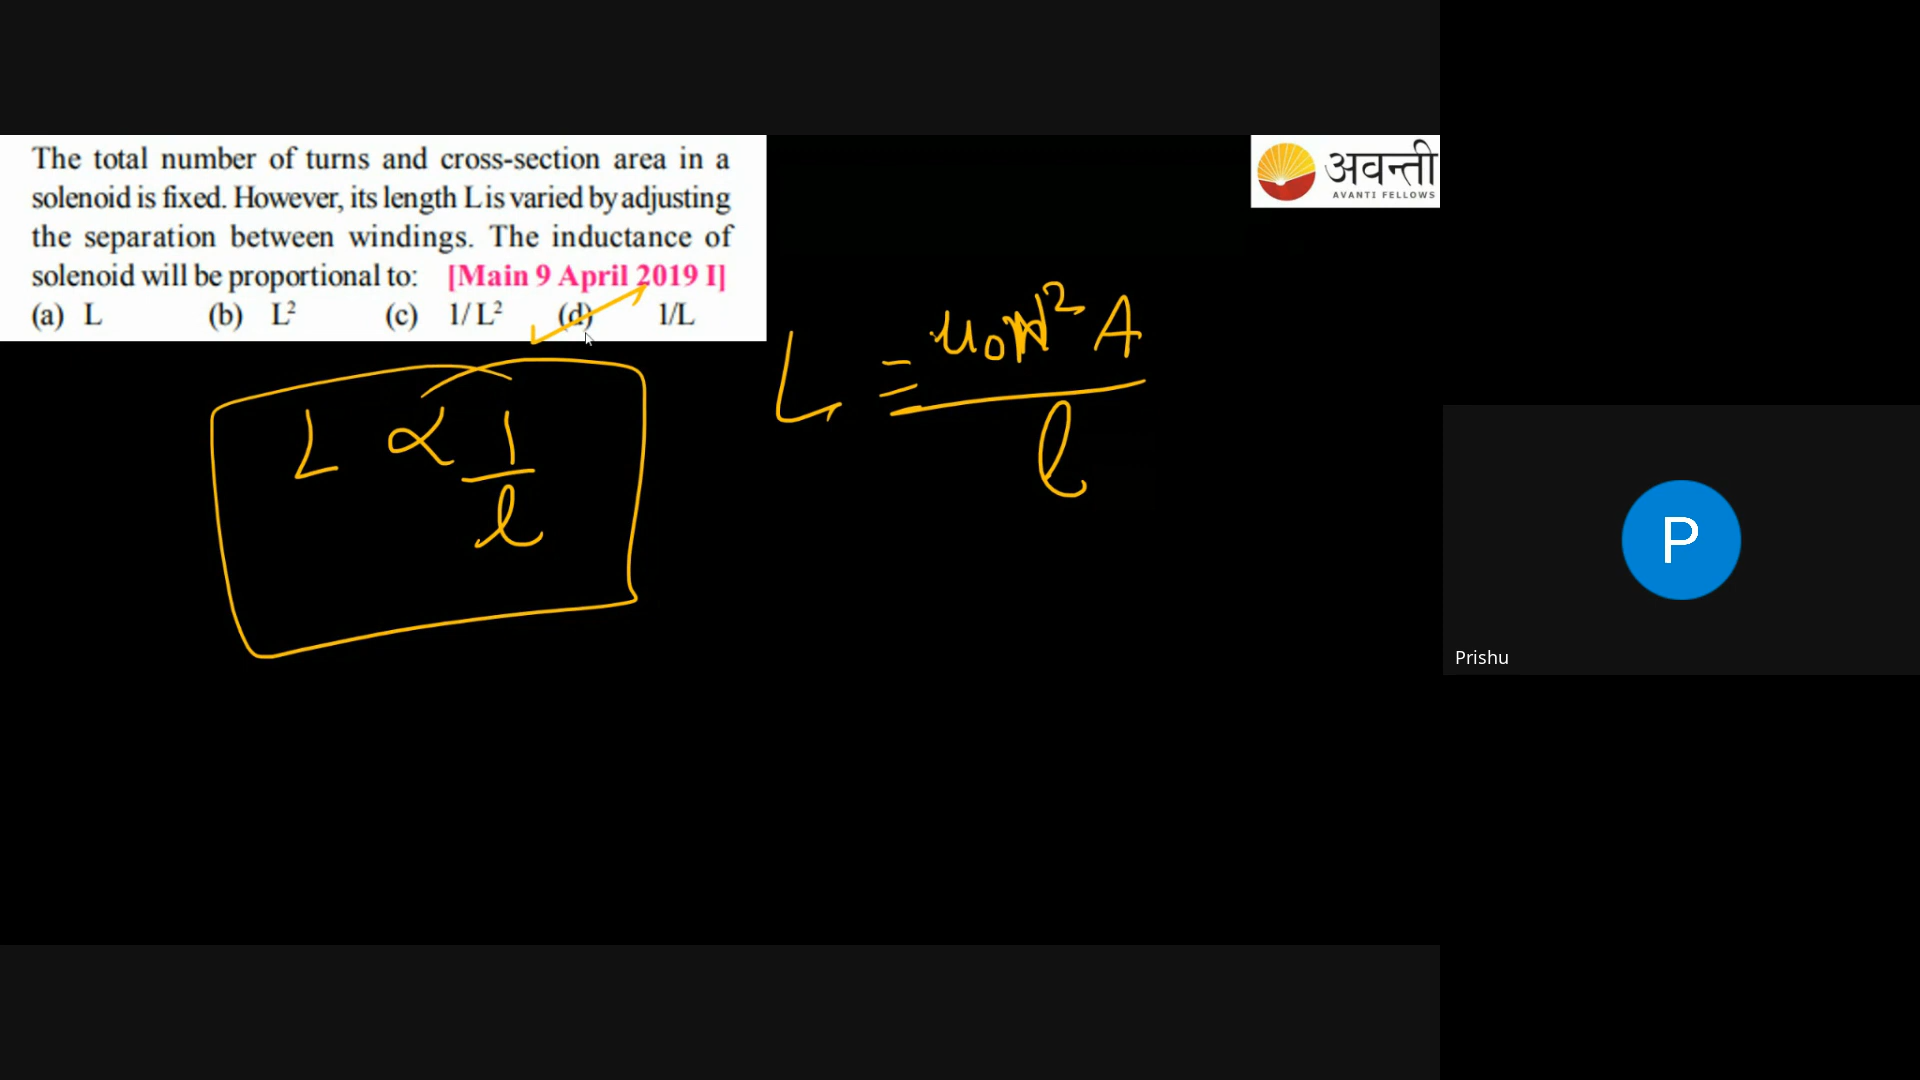 The total number of turns and cross-section area in a
solenoid is fixed. However, its length L is varied by adjusting
the separation between windings. The inductance of
solenoid will be proportional to: [Main 9 April 2019 I]
(a) L (b) L² (c) 1/ L² (d) 1/L
अवन्ती
AVANTI FELLOWS
L = μ₀N² A
l
L ∝ 1
l
P
Prishu